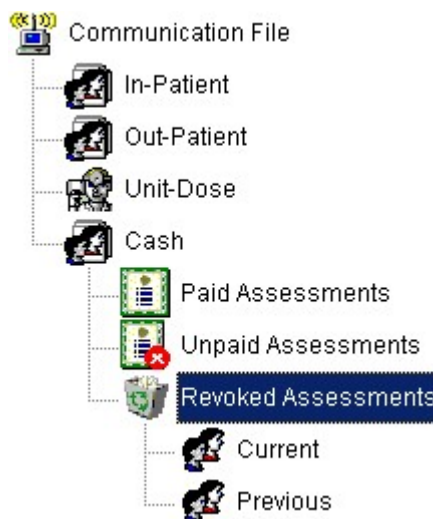 Communication File
In-Patient
Out-Patient
Unit-Dose
Cash
Paid Assessments
Unpaid Assessments
Revoked Assessments
Current
Previous